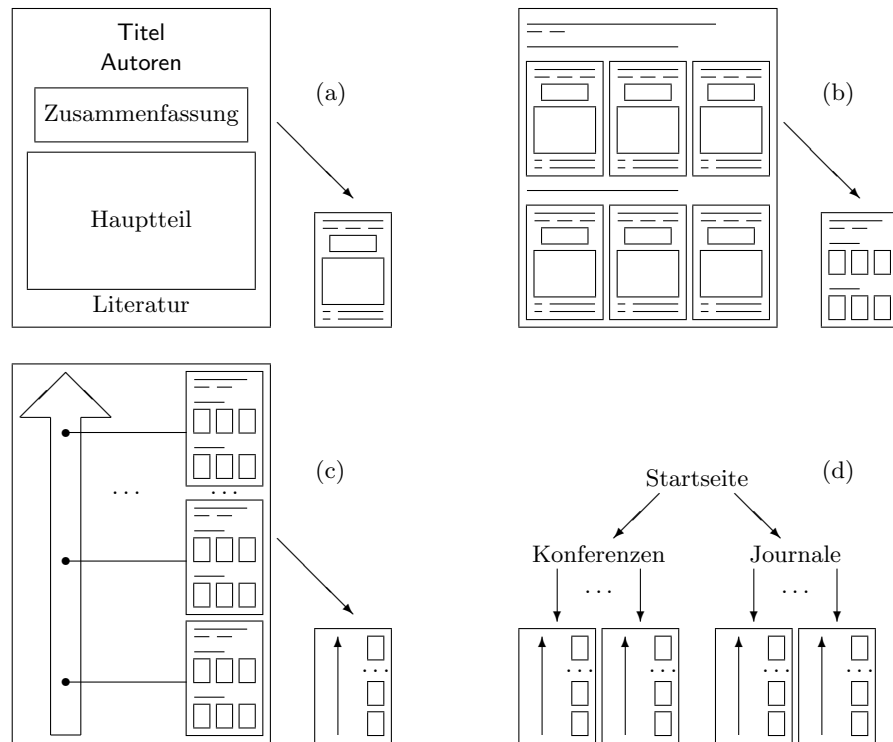 Titel
Autoren
Zusammenfassung
(a)
Hauptteil
Literatur
(b)
(c)
. . .
. . .
(d)
Startseite
Konferenzen
Journale
. . .
. . .
. . .
. . .
. . .
. . .
. . .